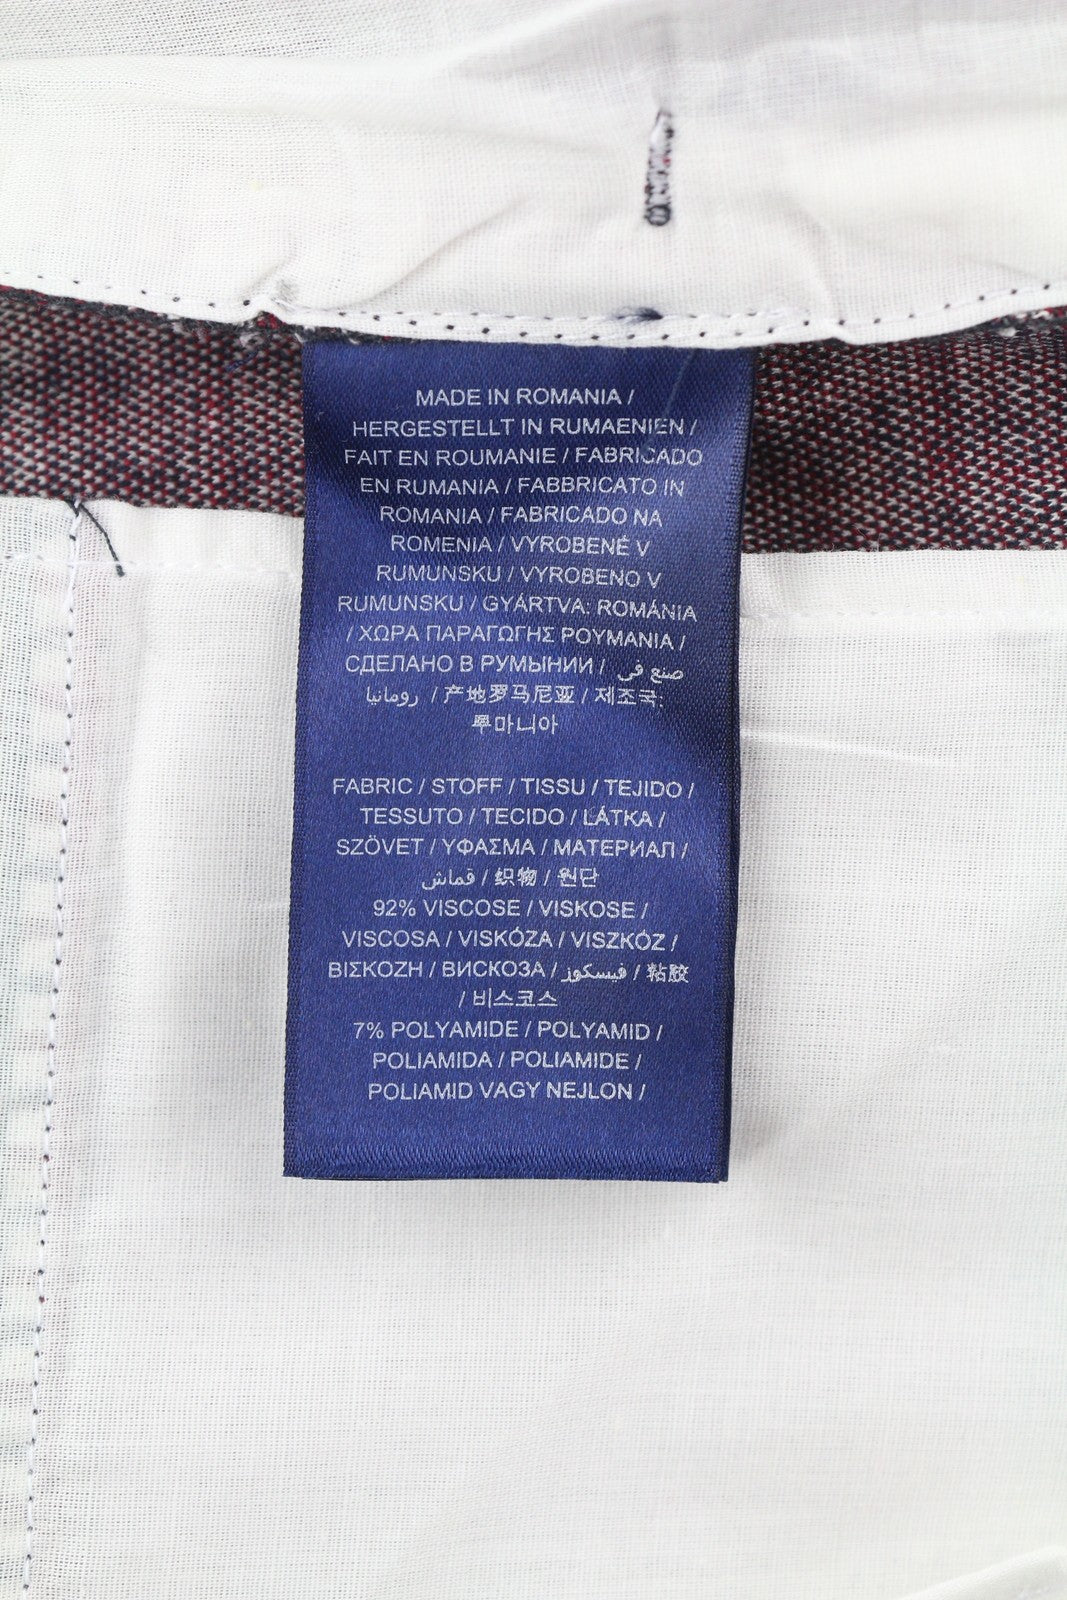 MADE IN ROMANIA /
HERGESTELLT IN RUMAENIEN /
FAIT EN ROUMANIE / FABRICADO
EN RUMANIA / FABBRICATO IN
ROMANIA / FABRICADO NA
ROMENIA / VYROBENÉ V
RUMUNSKU / VYROBENO V
RUMUNSKU / GYÁRTVA: ROMÁNIA
/ ΧΩΡΑ ΠΑΡΑΓΩΓΗΣ ΡΟΥΜΑΝΙΑ /
СДЕЛАНО В РУМЫНИИ / صنع في
رومانيا / 产地罗马尼亚 / 제조국:
루마니아
FABRIC / STOFF / TISSU / TEJIDO /
TESSUTO / TECIDO / LÁTKA /
SZÖVET / ΥΦΑΣΜΑ / МАТЕРИАЛ /
قماش / 织物 / 원단
92% VISCOSE / VISKOSE /
VISCOSA / VISKÓZA / VISZKÓZ /
ΒΙΣΚΟΖΗ / ВИСКОЗА / فيسكوز / 粘胶
/ 비스코스
7% POLYAMIDE / POLYAMID /
POLIAMIDA / POLIAMIDE /
POLIAMID VAGY NEJLON /